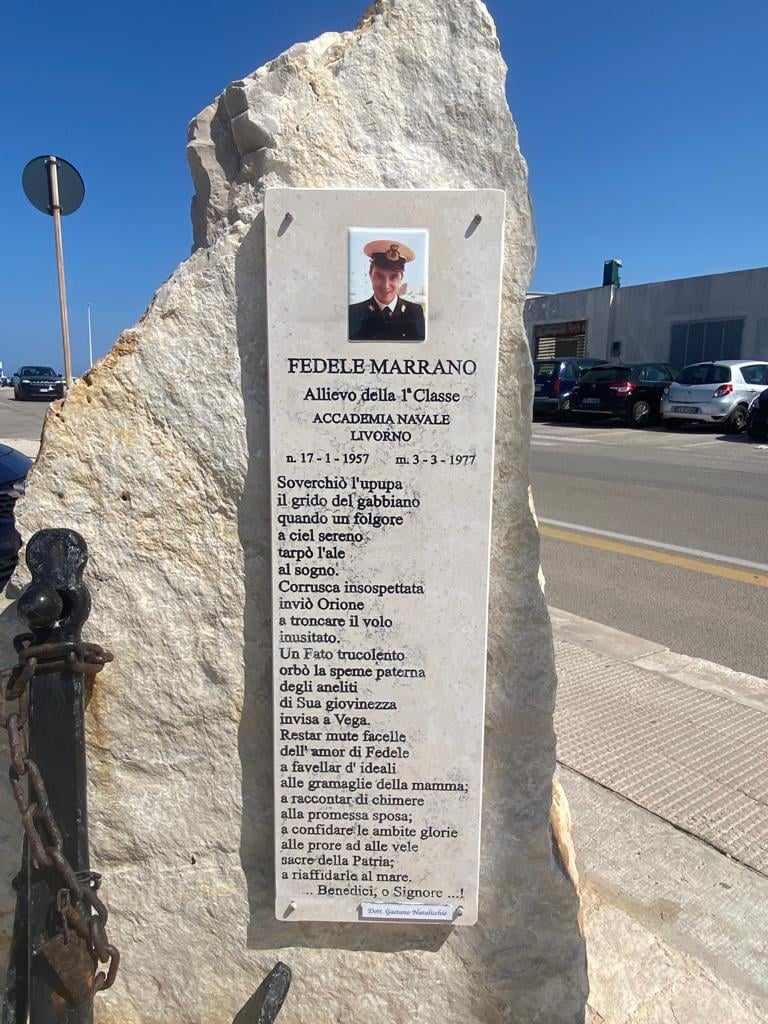 FEDELE MARRANO
Allievo della 1ª Classe
ACCADEMIA NAVALE
LIVORNO
n. 17 - 1 - 1957 m. 3 - 3 - 1977
Soverchiò l'upupa
il grido del gabbiano
quando un folgore
a ciel sereno
tarpò l'ale
al sogno.
Corrusca insospettata
inviò Orione
a troncare il volo
inusitato.
Un Fato truculento
orbò la speme paterna
degli aneliti
di Sua giovinezza
invisa a Vega.
Restar mute facelle
dell' amor di Fedele
a favellar d' ideali
alle gramaglie della mamma;
a raccontar di chimere
alla promessa sposa;
a confidare le ambite glorie
alle prore ad alle vele
sacre della Patria;
a riaffidarle al mare.
... Benedici, o Signore ...!
Dott. Gaetano Natalicchio